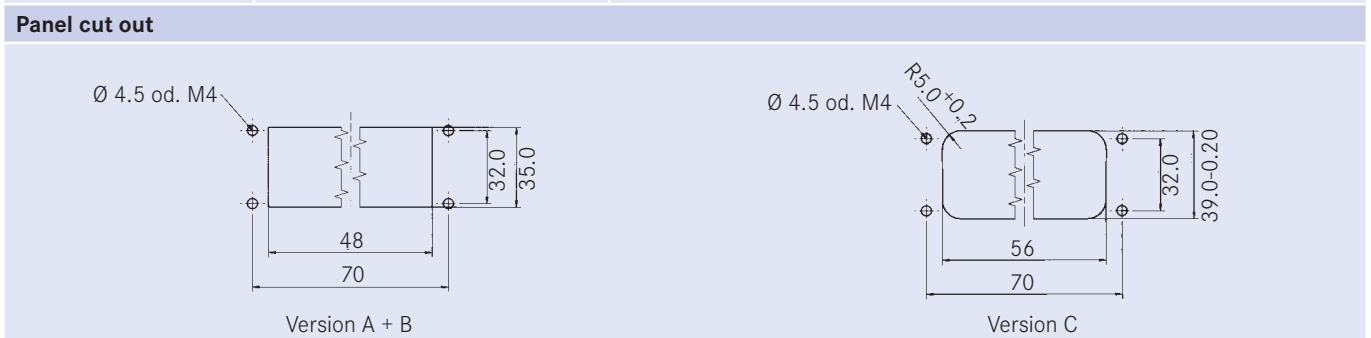 Panel cut out
Ø 4.5 od. M4
32.0
35.0
48
70
Version A + B
Ø 4.5 od. M4
R5.0+0.2
32.0
39.0-0.20
56
70
Version C